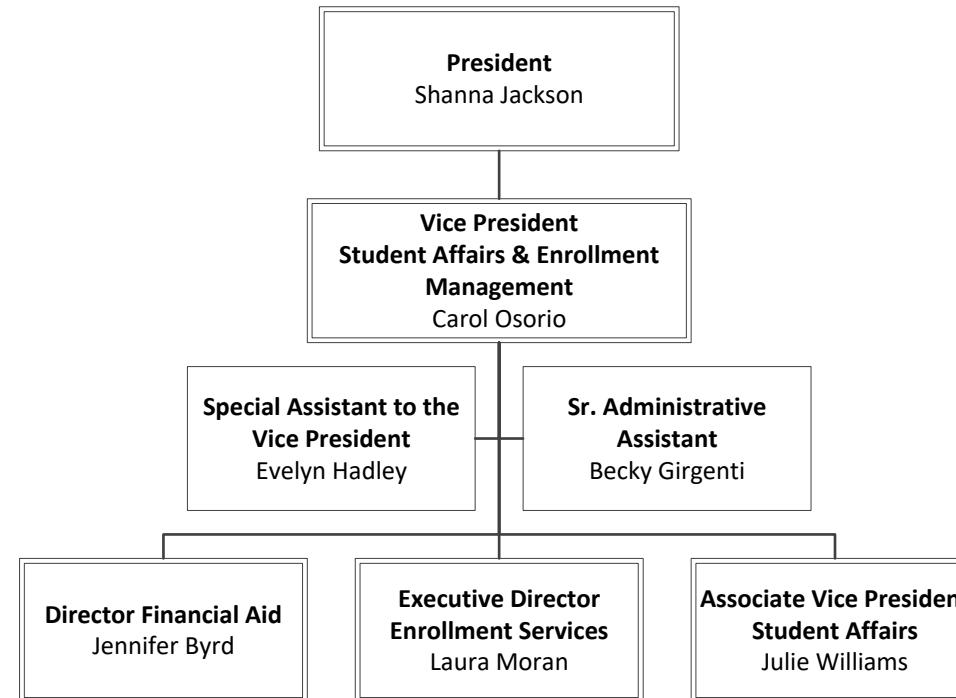 President
Shanna Jackson
Vice President
Student Affairs & Enrollment
Management
Carol Osorio
Special Assistant to the
Vice President
Evelyn Hadley
Sr. Administrative
Assistant
Becky Girgenti
Director Financial Aid
Jennifer Byrd
Executive Director
Enrollment Services
Laura Moran
Associate Vice Presiden
Student Affairs
Julie Williams